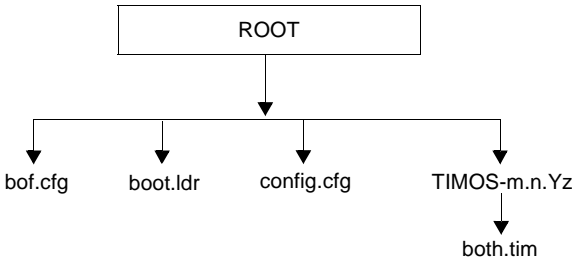 ROOT
bof.cfg
boot.ldr
config.cfg
TIMOS-m.n.Yz
both.tim